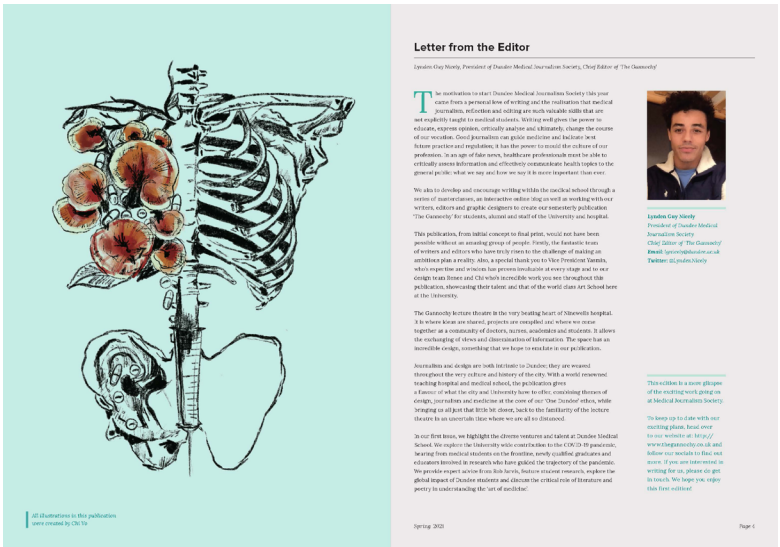 Letter from the Editor
Lyndon Guy Nicely, President of Dundee Medical Journalism Society, Chief Editor of 'The Gannochy'
The motivation to start Dundee Medical Journalism Society this year
came from a personal love of writing and the realisation that medical
journalism, reflection and editing are such valuable skills that are
not explicitly taught to medical students. Writing well gives the power to
educate, express opinion, critically analyse and ultimately, change the course
of our vocation. Good journalism can guide medicine and indicate best
future practice and regulation; it has the power to mould the culture of our
profession. In an age of fake news, healthcare professionals must be able to
critically assess information and effectively communicate health topics to the
general public: what we say and how we say it is more important than ever.
We aim to develop and encourage writing within the medical school through a
series of masterclasses, an interactive online blog as well as working with our
writers, editors and graphic designers to create our semesterly publication
'The Gannochy' for students, alumni and staff of the University and hospital.
This publication, from initial concept to final print, would not have been
possible without an amazing group of people: Firstly, the fantastic team
of writers and editors who have truly risen to the challenge of making an
ambitious plan a reality. Also, a special thank you to Vice President Yasmin,
who's expertise and wisdom has proven invaluable at every stage and to our
design team Ronen and Chi who's incredible work you see throughout this
publication, showcasing their talent and that of the world class Art School here
at the University.
The Gannochy lecture theatre is the very beating heart of Ninewells hospital.
It is where ideas are shared, projects are compiled and where we come
together as a community of doctors, nurses, academics and students. It allows
the exchanging of views and dissemination of information. The space has an
incredible design, something that we hope to emulate in our publication.
Journalism and design are both intrinsic to Dundee; they are weaved
throughout the very culture and history of the city. With a world renowned
teaching hospital and medical school, the publication gives
a flavour of what the city and University have to offer, combining themes of
design, journalism and medicine at the core of our 'One Dundee' ethos, while
bringing us all just that little bit closer, back to the familiarity of the lecture
theatre in an uncertain time where we are all so distanced.
In our first issue, we highlight the diverse ventures and talent at Dundee Medical
School. We explore the University wide contribution to the COVID-19 pandemic,
hearing from medical students on the frontline, newly qualified graduates and
educators involved in research who have guided the trajectory of the pandemic.
We provide expert advice from Rob Jarvis, feature student research, explore the
global impact of Dundee students and discuss the critical role of literature and
poetry in understanding the 'art of medicine'.
Lyndon Guy Nicely
President of Dundee Medical
Journalism Society
Chief Editor of 'The Gannochy'
Email: lgnicely@dundee.ac.uk
Twitter: @Lyndon Nicely
This edition is a mere glimpse
of the exciting work going on
at Medical Journalism Society.
To keep up to date with our
exciting plans, head over
to our website at: http://
www.thegannochy.co.uk and
follow our socials to find out
more. If you are interested in
writing for us, please do get
in touch. We hope you enjoy
this first edition!
All illustrations in this publication
were created by Chi Va
Spring 2021